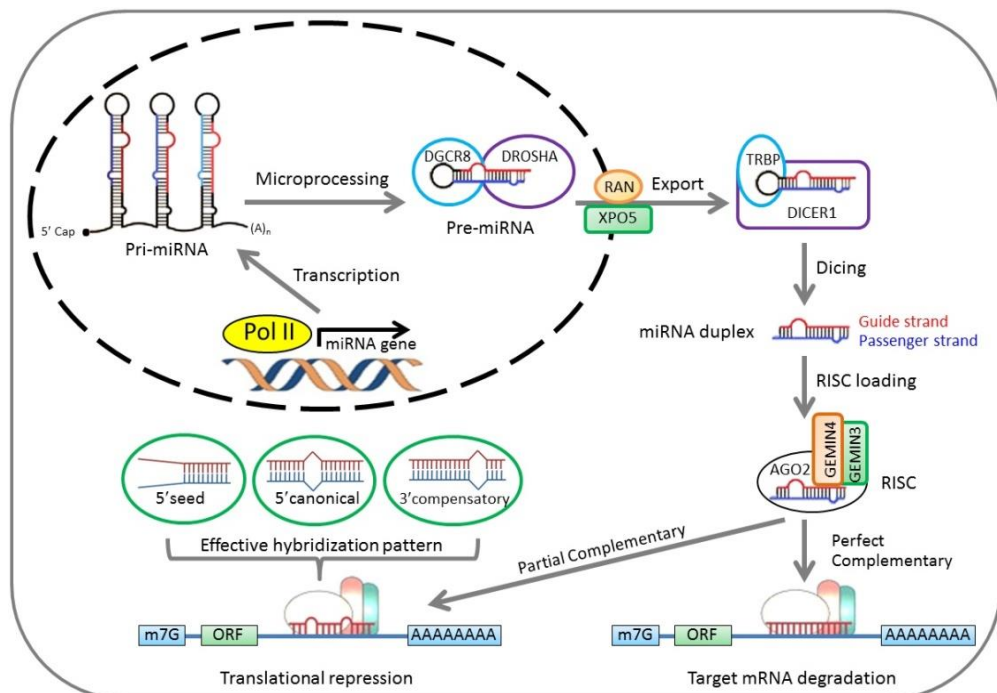 DGCR8
DROSHA
Microprocessing
Pre-miRNA
5' Cap
(A)n
Pri-miRNA
Transcription
Pol II
miRNA gene
RAN
XPO5
Export
TRBP
DICER1
Dicing
miRNA duplex
Guide strand
Passenger strand
RISC loading
GEMIN4
GEMIN3
AGO2
RISC
5'seed
5'canonical
3'compensatory
Effective hybridization pattern
Partial Complementary
Perfect
Complementary
m7G
ORF
AAAAAAAA
Translational repression
m7G
ORF
AAAAAAAA
Target mRNA degradation